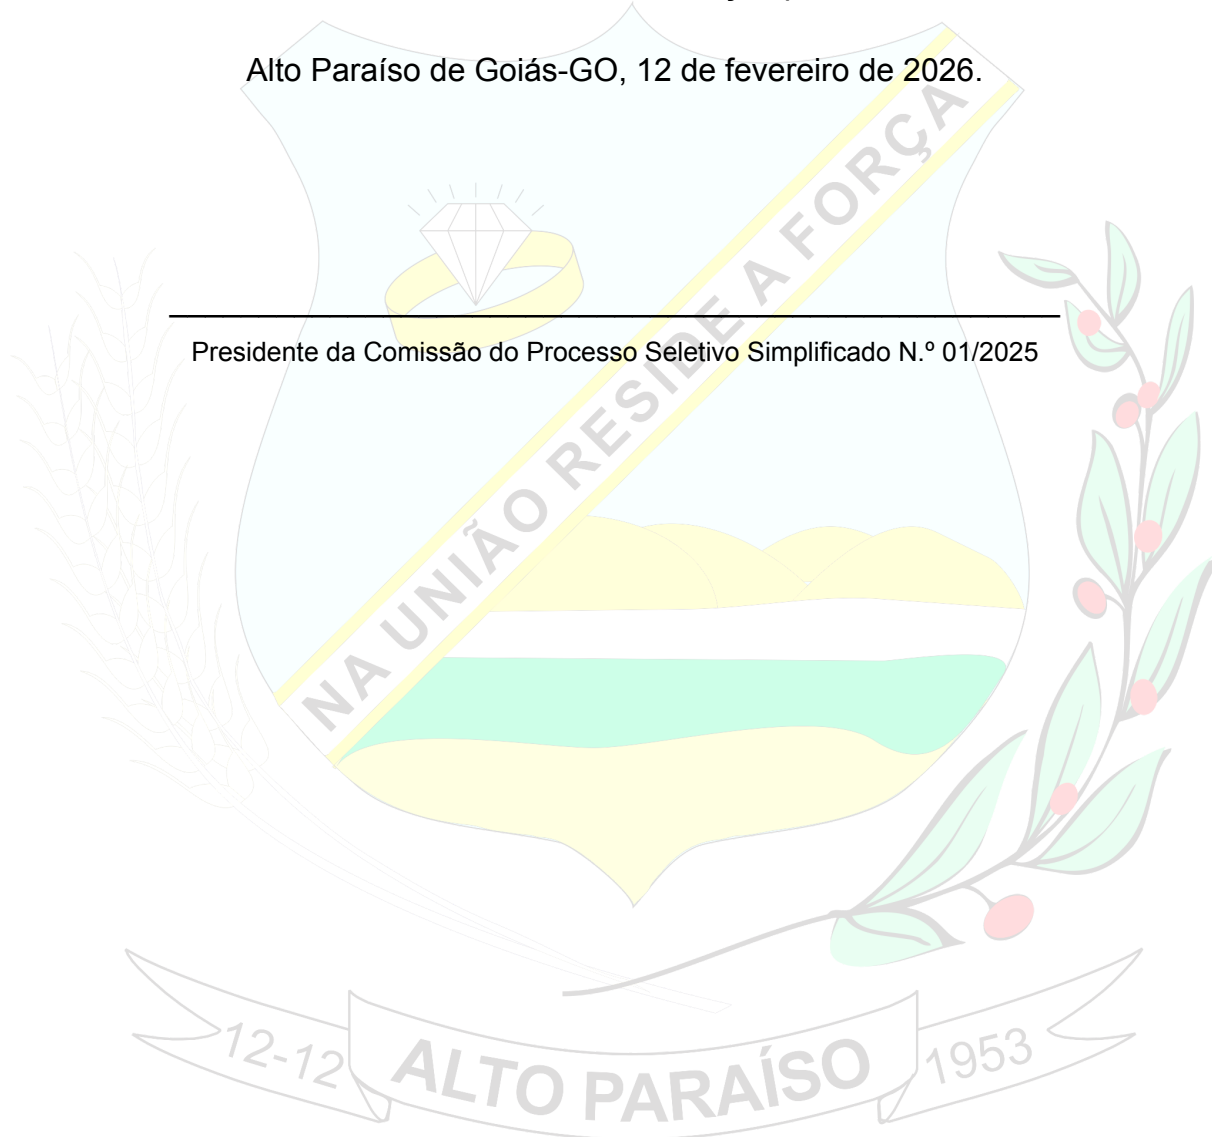 Alto Paraíso de Goiás-GO, 12 de fevereiro de 2026.
Presidente da Comissão do Processo Seletivo Simplificado N.º 01/2025
NA UNIÃO RESIDE A FORÇA
12-12 ALTO PARAÍSO 1953